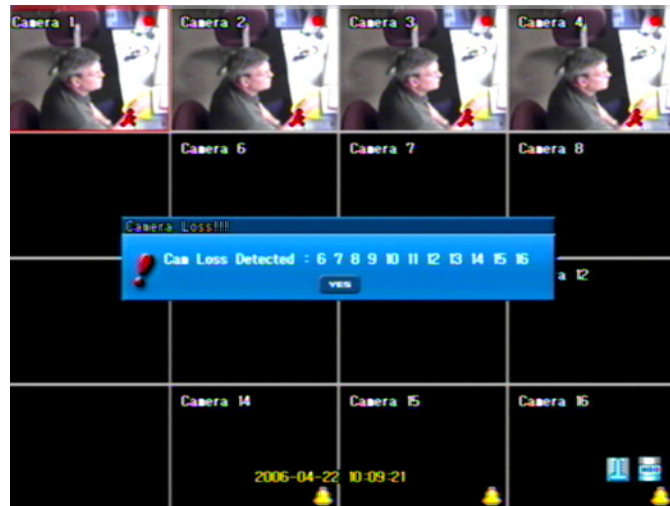 Camera 1 Camera 2 Camera 3 Camera 4
Camera 6 Camera 7 Camera 8
Camera Loss!!!!
Cam Loss Detected : 6 7 8 9 10 11 12 13 14 15 16
YES
a 12
Camera 14 Camera 15 Camera 16
2006-04-22 10:09:21
HDD